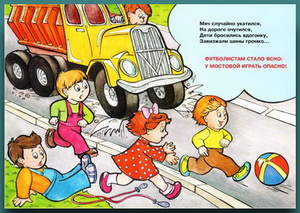 Мяч случайно укатился,
На дороге очутился,
Дети бросились вдогонку,
Завизжали шины громко...
ФУТБОЛИСТАМ СТАЛО ЯСНО:
У МОСТОВОЙ ИГРАТЬ ОПАСНО!